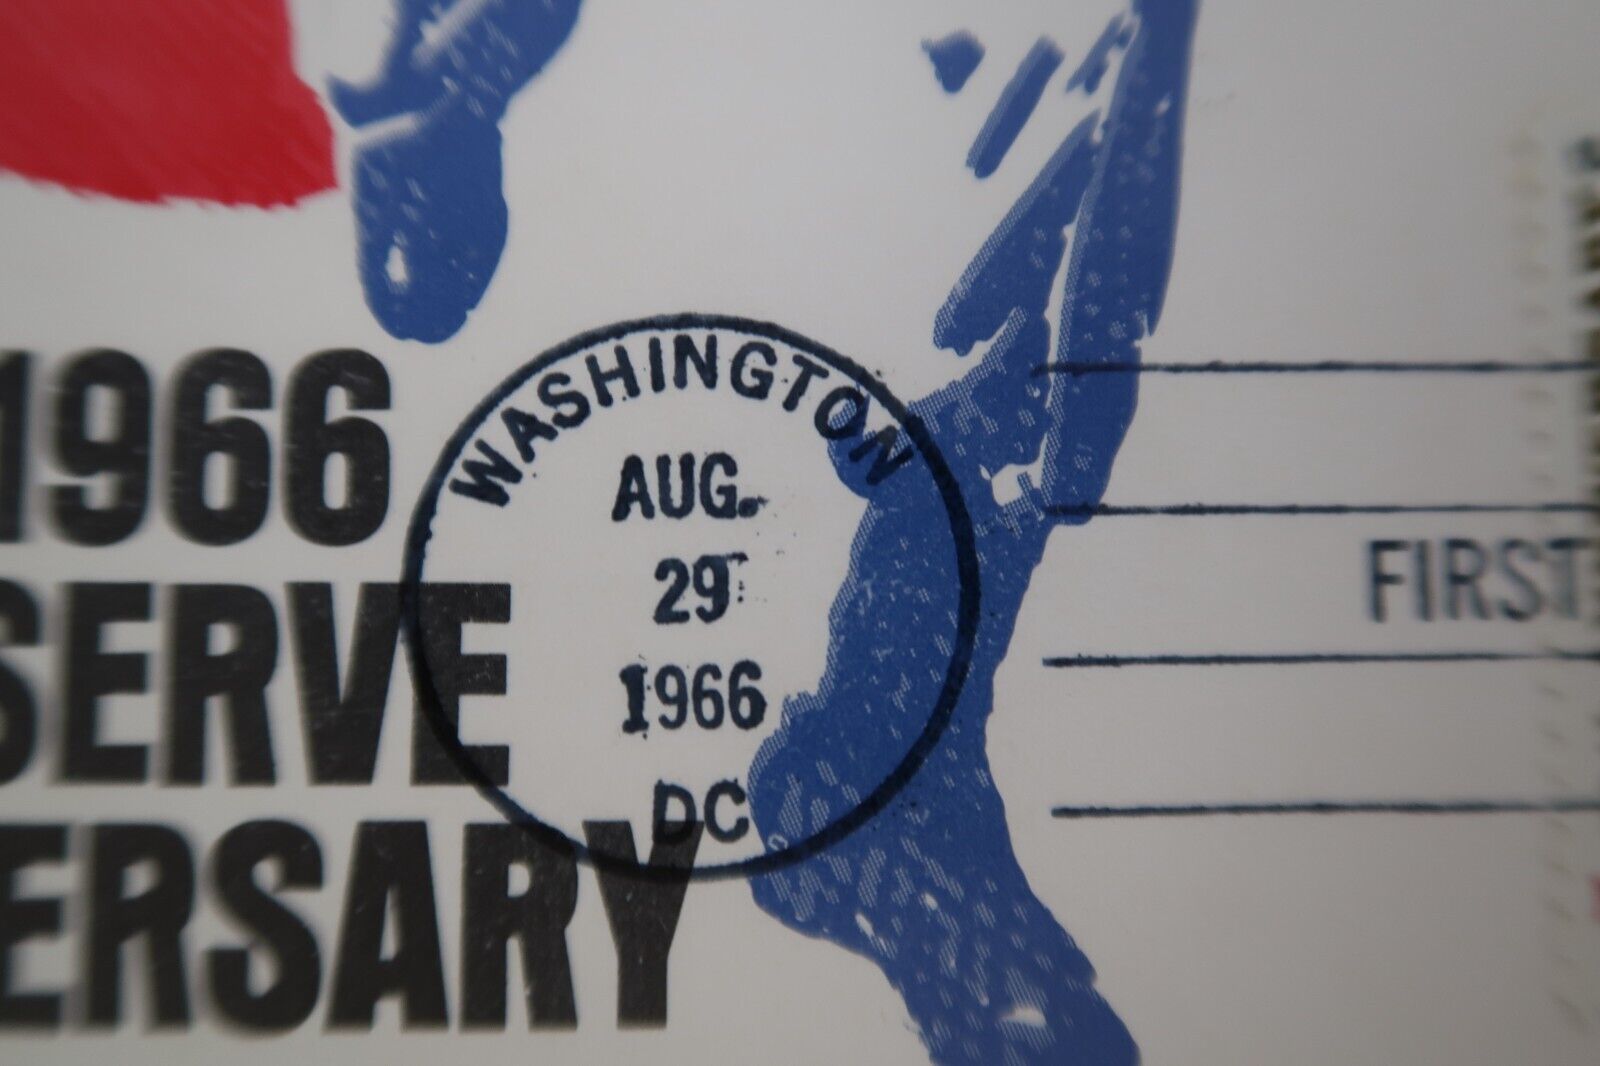 1966
SERVE
ERSARY
WASHINGTON
AUG.
29
1966
DC
FIRST